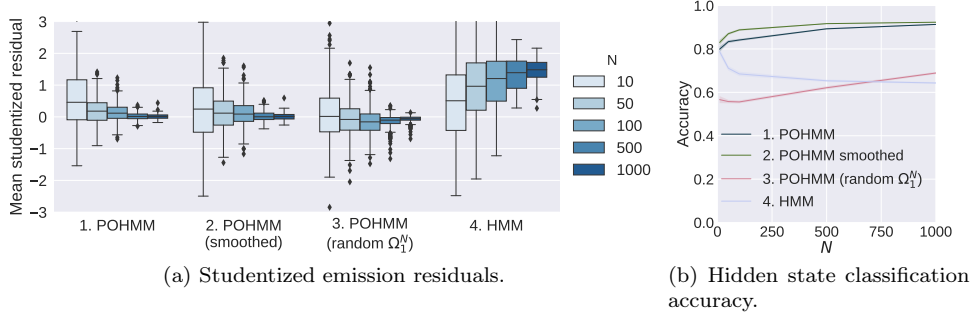 Mean studentized residual
3
2
1
0
−1
−2
−3
1. POHMM
2. POHMM
(smoothed)
3. POHMM
(random Ω₁ᴺ)
4. HMM
N
10
50
100
500
1000
(a) Studentized emission residuals.
Accuracy
1.0
0.8
0.6
0.4
0.2
0.0
1. POHMM
2. POHMM smoothed
3. POHMM (random Ω₁ᴺ)
4. HMM
0 250 500 750 1000
N
(b) Hidden state classification
accuracy.